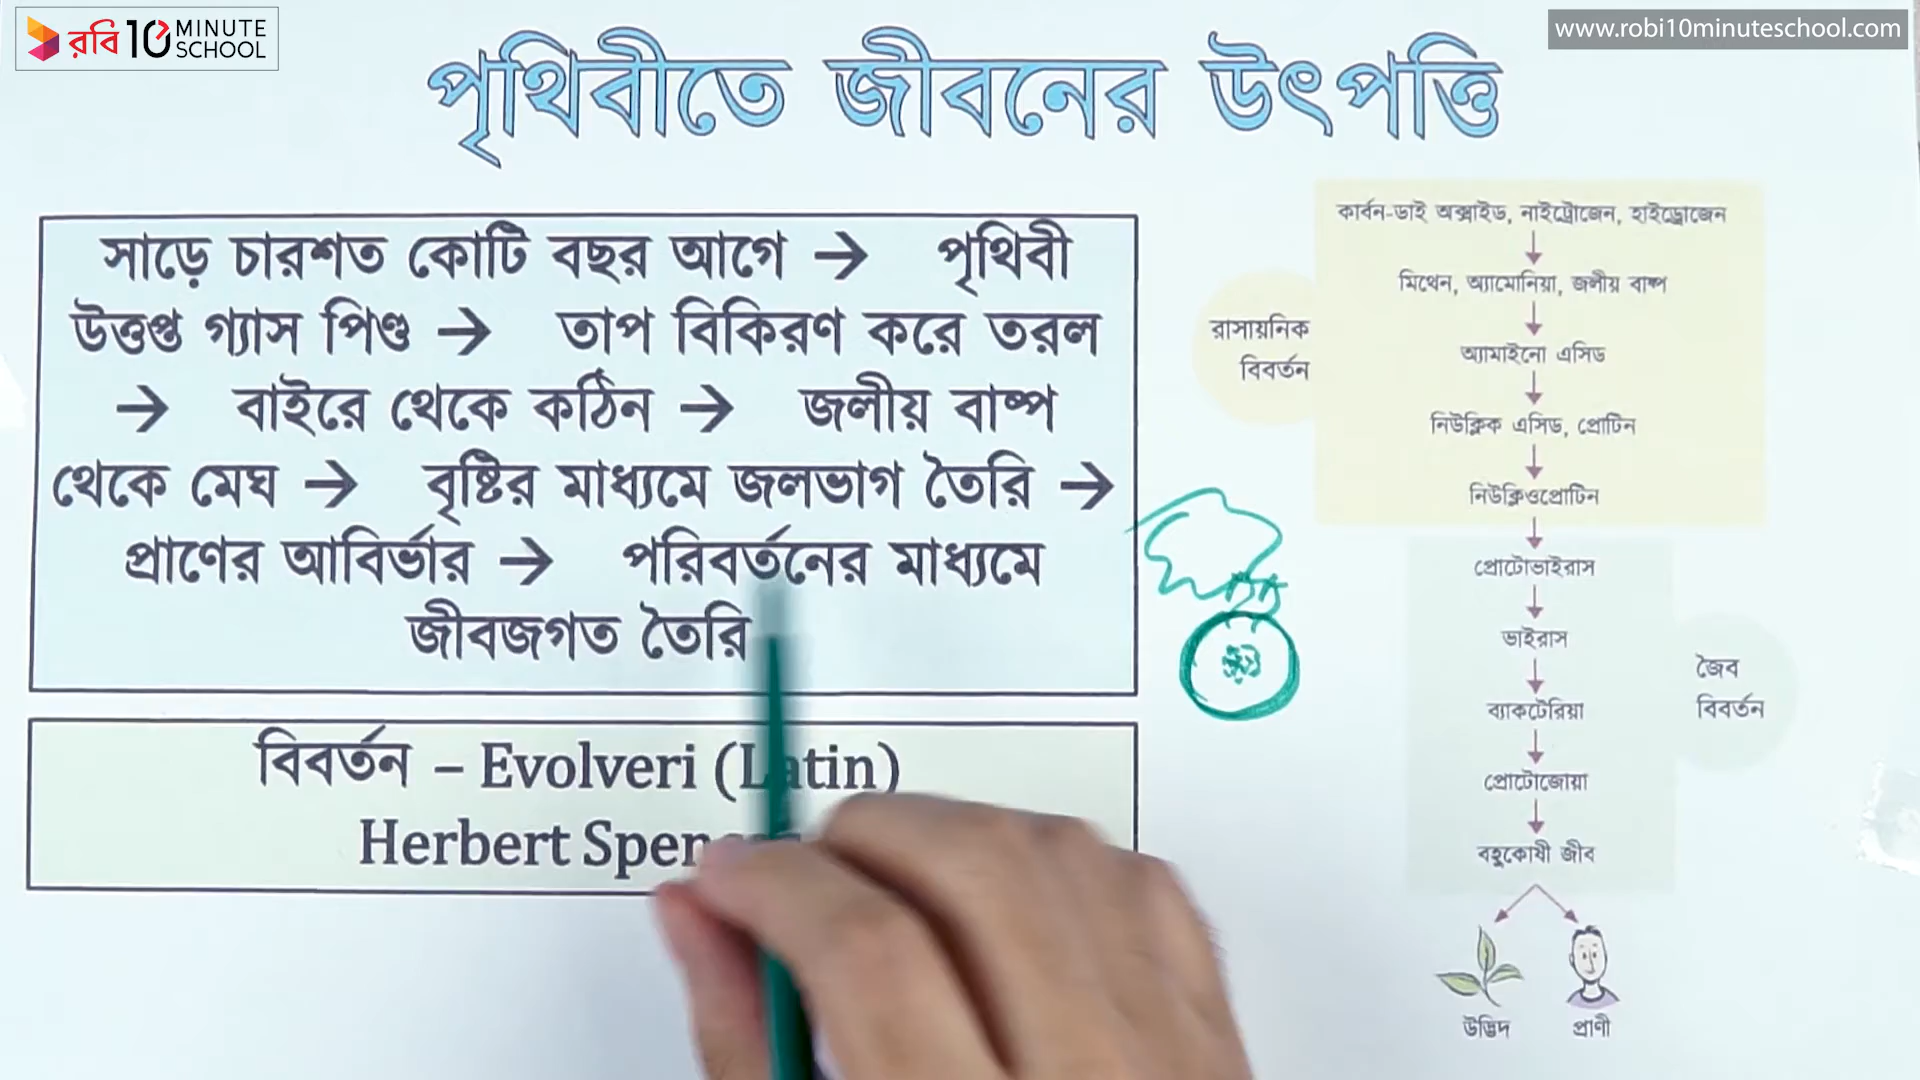 রবি 10 MINUTE SCHOOL
www.robi10minuteschool.com
পৃথিবীতে জীবনের উৎপত্তি
সাড়ে চারশত কোটি বছর আগে → পৃথিবী
উত্তপ্ত গ্যাস পিণ্ড → তাপ বিকিরণ করে তরল
→ বাইরে থেকে কঠিন → জলীয় বাষ্প
থেকে মেঘ → বৃষ্টির মাধ্যমে জলভাগ তৈরি →
প্রাণের আবির্ভার → পরিবর্তনের মাধ্যমে
জীবজগত তৈরি
বিবর্তন – Evolveri (Latin)
Herbert
কার্বন-ডাই অক্সাইড, নাইট্রোজেন, হাইড্রোজেন
মিথেন, অ্যামোনিয়া, জলীয় বাষ্প
অ্যামাইনো এসিড
নিউক্লিক এসিড, প্রোটিন
নিউক্লিওপ্রোটিন
রাসায়নিক
বিবর্তন
প্রোটোভাইরাস
ভাইরাস
ব্যাকটেরিয়া
প্রোটোজোয়া
বহুকোষী জীব
জৈব
বিবর্তন
উদ্ভিদ
প্রাণী